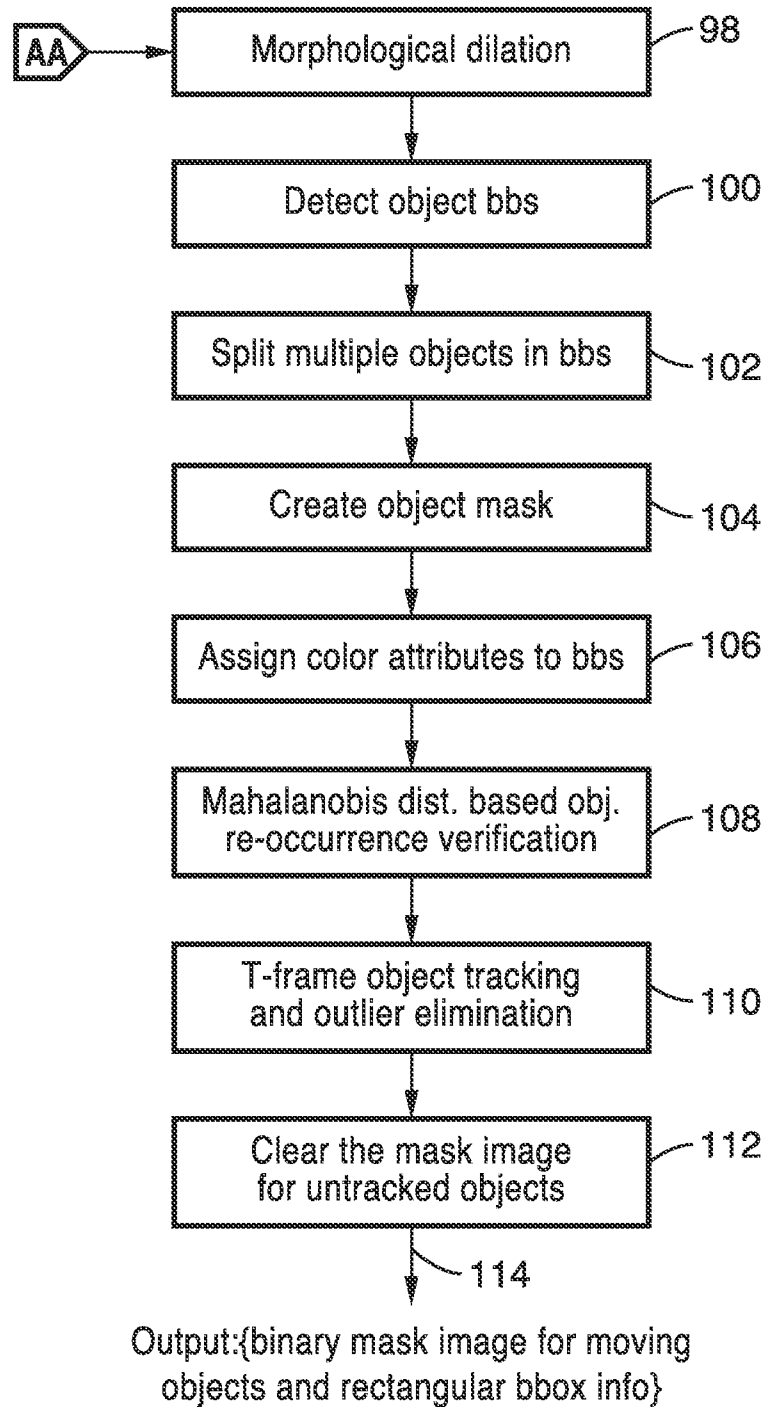 AA
Morphological dilation
98
Detect object bbs
100
Split multiple objects in bbs
102
Create object mask
104
Assign color attributes to bbs
106
Mahalanobis dist. based obj.
re-occurrence verification
108
T-frame object tracking
and outlier elimination
110
Clear the mask image
for untracked objects
112
114
Output:{binary mask image for moving
objects and rectangular bbox info}